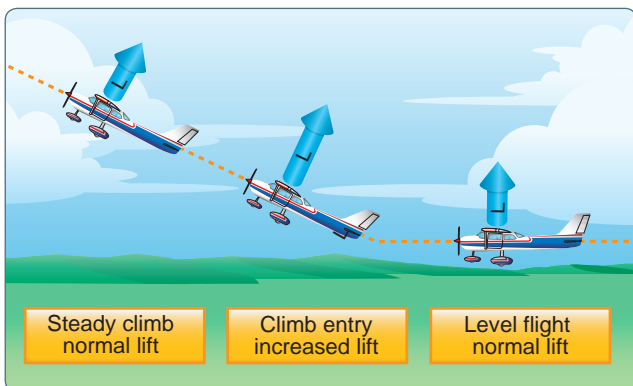 L
L
L
Steady climb
normal lift
Climb entry
increased lift
Level flight
normal lift